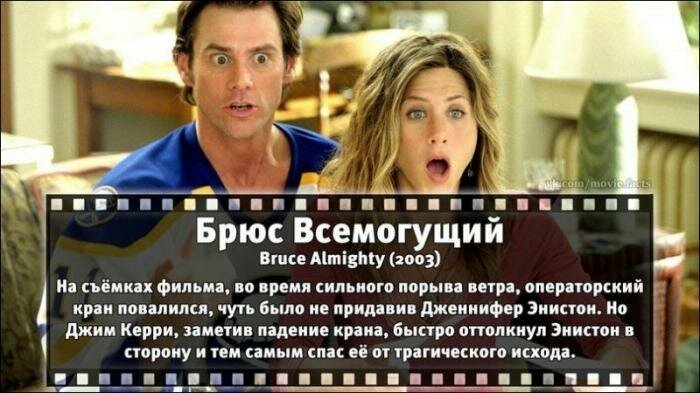 vk.com/movie.facts
Брюс Всемогущий
Bruce Almighty (2003)
На съёмках фильма, во время сильного порыва ветра, операторский
кран повалился, чуть было не придавив Дженнифер Энистон. Но
Джим Керри, заметив падение крана, быстро оттолкнул Энистон в
сторону и тем самым спас её от трагического исхода.